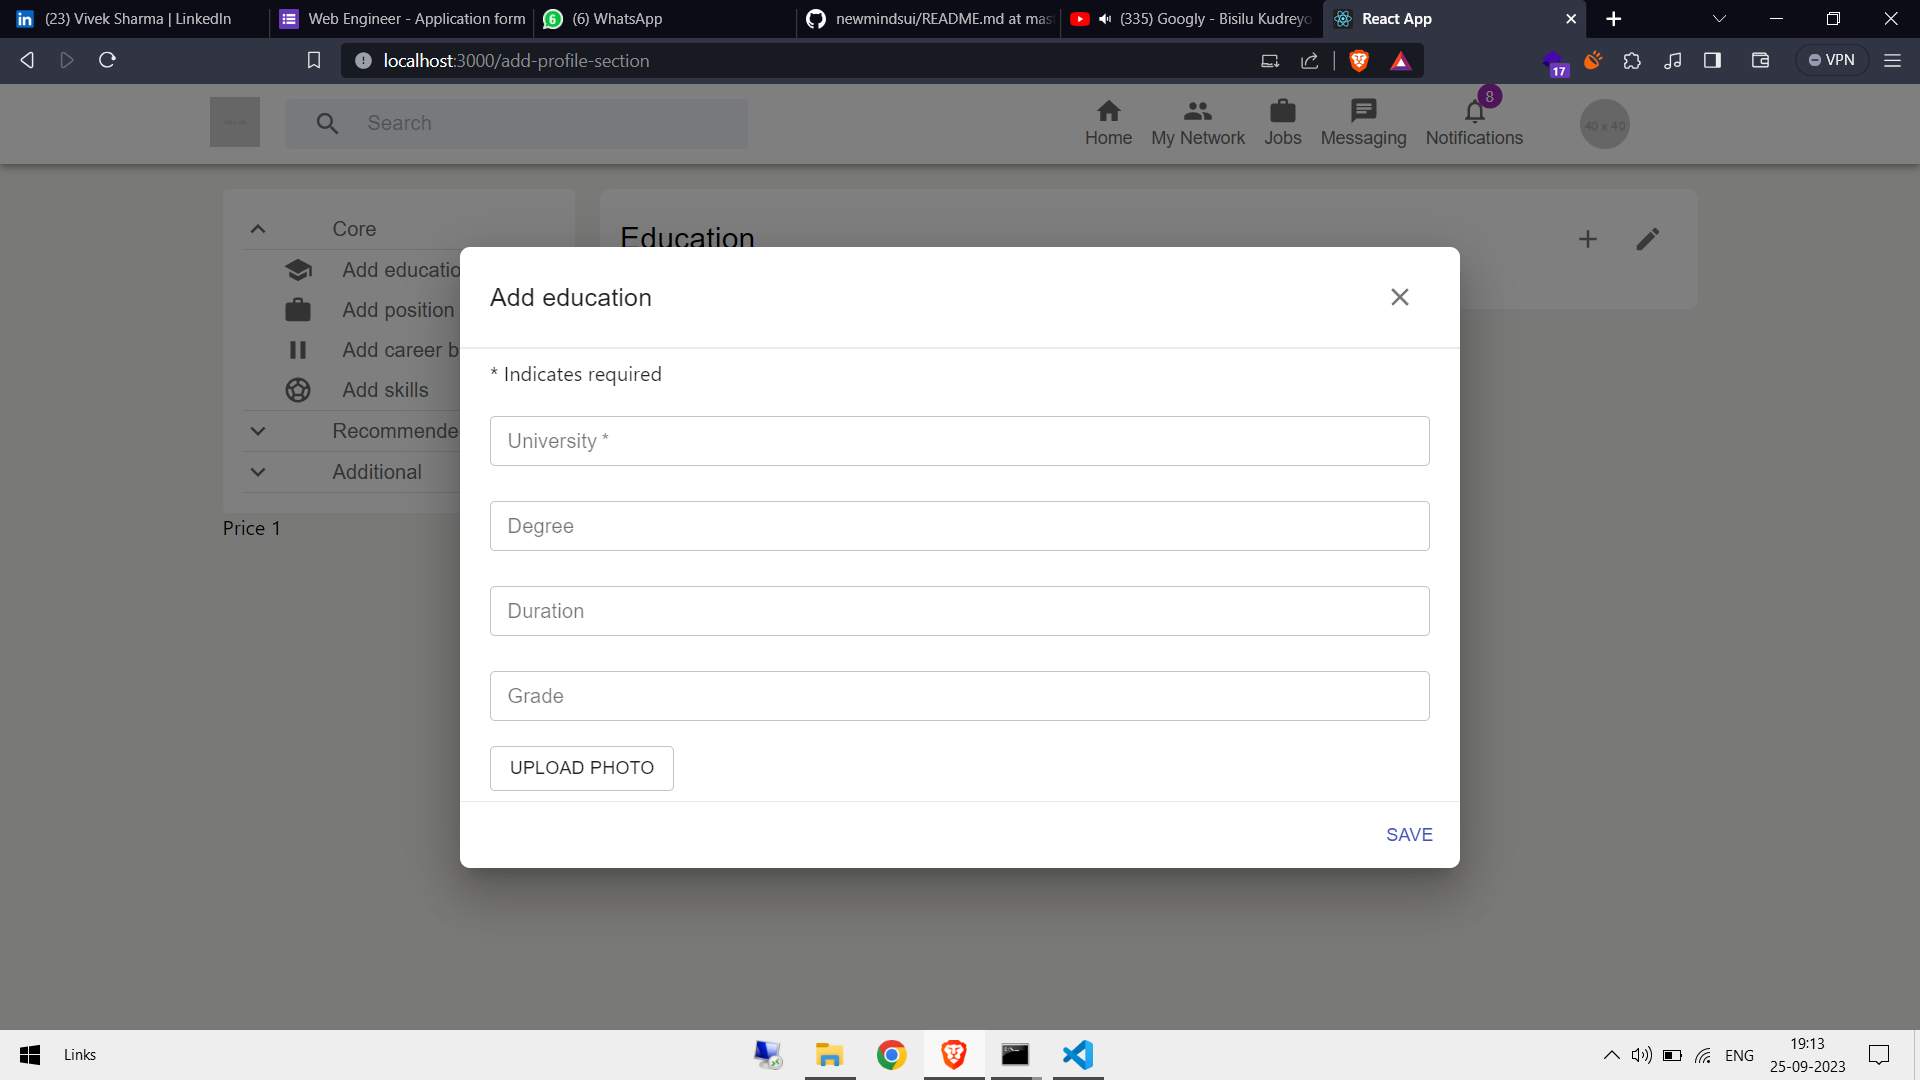 (23) Vivek Sharma | LinkedIn
Web Engineer - Application form
(6) WhatsApp
newmindsui/README.md at mas
(335) Googly - Bisilu Kudreyo
React App
localhost:3000/add-profile-section
17
VPN
Search
Home
My Network
Jobs
Messaging
8
Notifications
40 x 40
Core
Add educatio
Add position
Add career b
Add skills
Recommende
Additional
Price 1
Education
Add education
* Indicates required
University *
Degree
Duration
Grade
UPLOAD PHOTO
SAVE
Links
ENG
19:13
25-09-2023